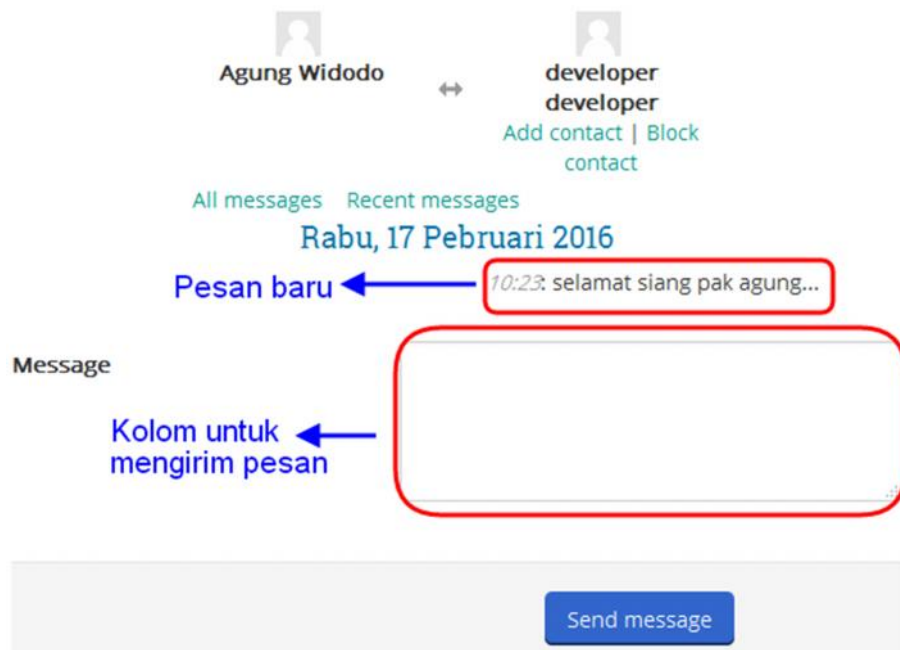 Agung Widodo
developer
developer
Add contact | Block
contact
All messages Recent messages
Rabu, 17 Pebruari 2016
Pesan baru
10:23: selamat siang pak agung...
Message
Kolom untuk
mengirim pesan
Send message